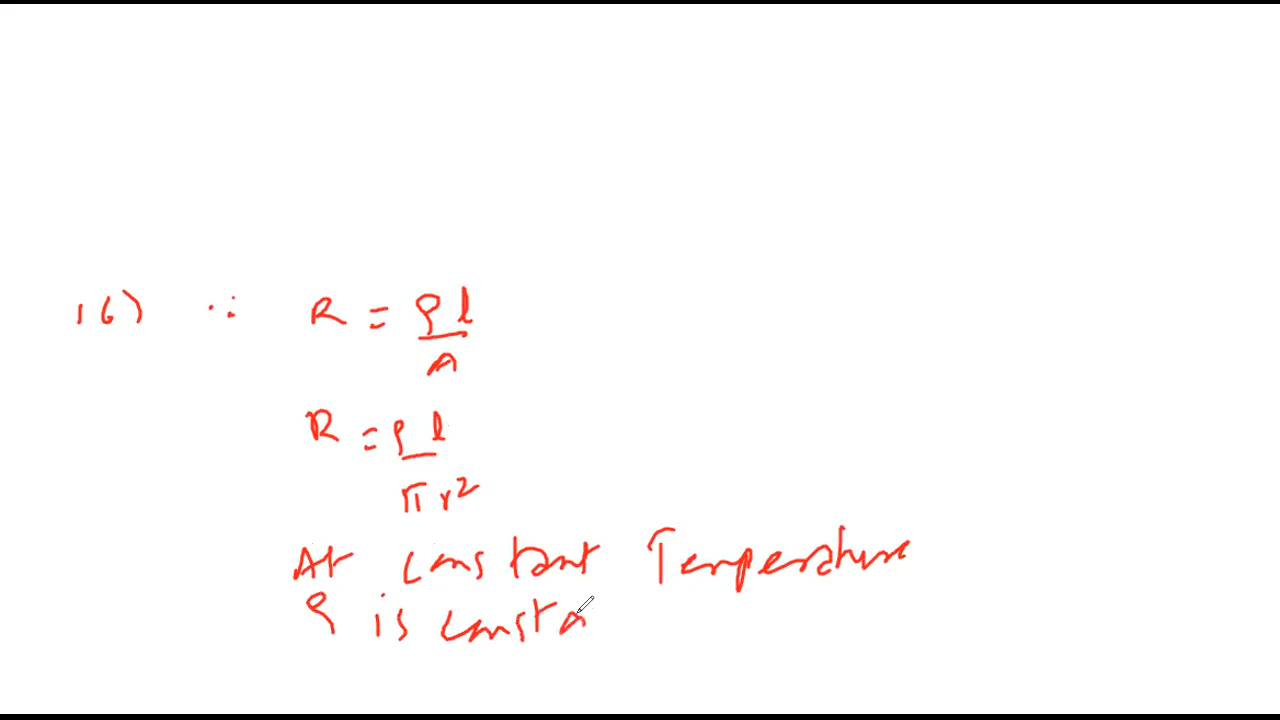 16) ∵ R = ρl/A
R = ρl/πr²
At constant Temperature
ρ is consta